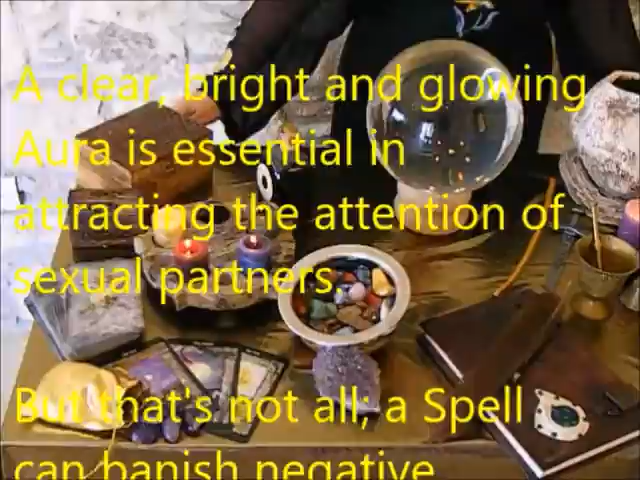 A clear, bright and glowing
Aura is essential in
attracting the attention of
sexual partners.
But that's not all; a Spell
can banish negative